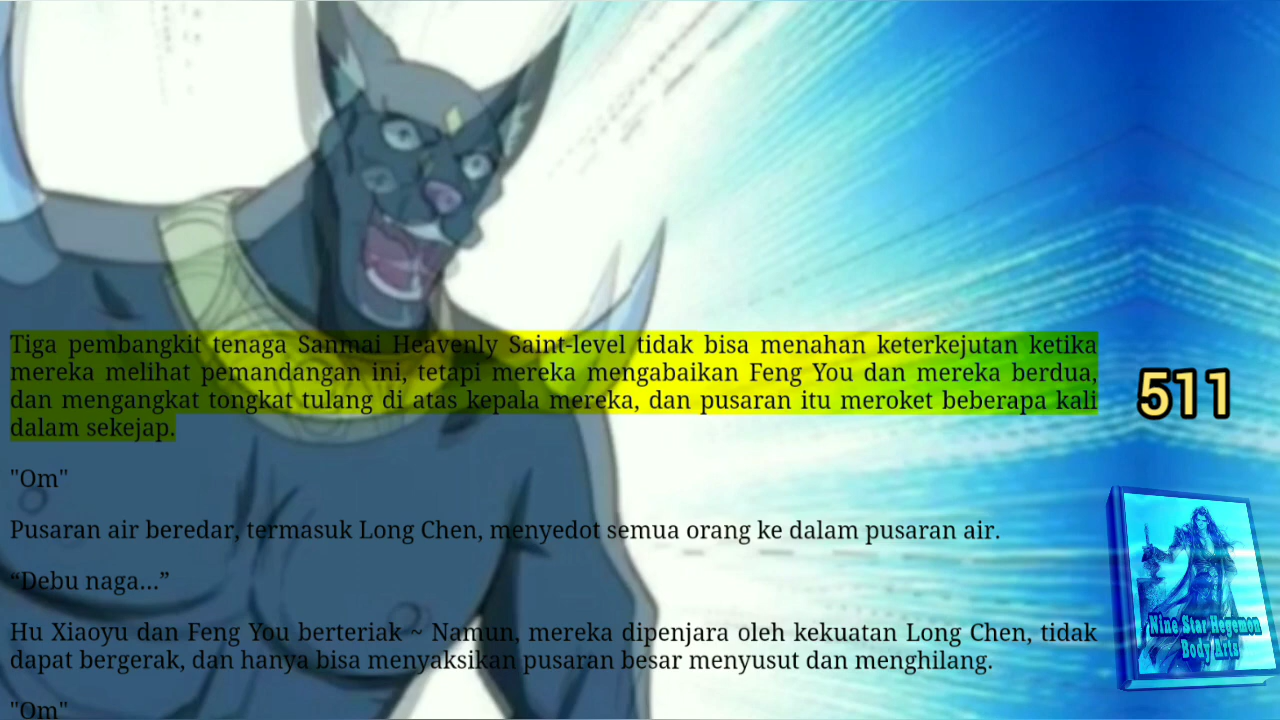 Tiga pembangkit tenaga Sanmai Heavenly Saint-level tidak bisa menahan keterkejutan ketika
mereka melihat pemandangan ini, tetapi mereka mengabaikan Feng You dan mereka berdua,
dan mengangkat tongkat tulang di atas kepala mereka, dan pusaran itu meroket beberapa kali
dalam sekejap.
"Om"
Pusaran air beredar, termasuk Long Chen, menyedot semua orang ke dalam pusaran air.
“Debu naga…”
Hu Xiaoyu dan Feng You berteriak ~ Namun, mereka dipenjara oleh kekuatan Long Chen, tidak
dapat bergerak, dan hanya bisa menyaksikan pusaran besar menyusut dan menghilang.
"Om"
511
Nine Star Hegemon
Body Arts